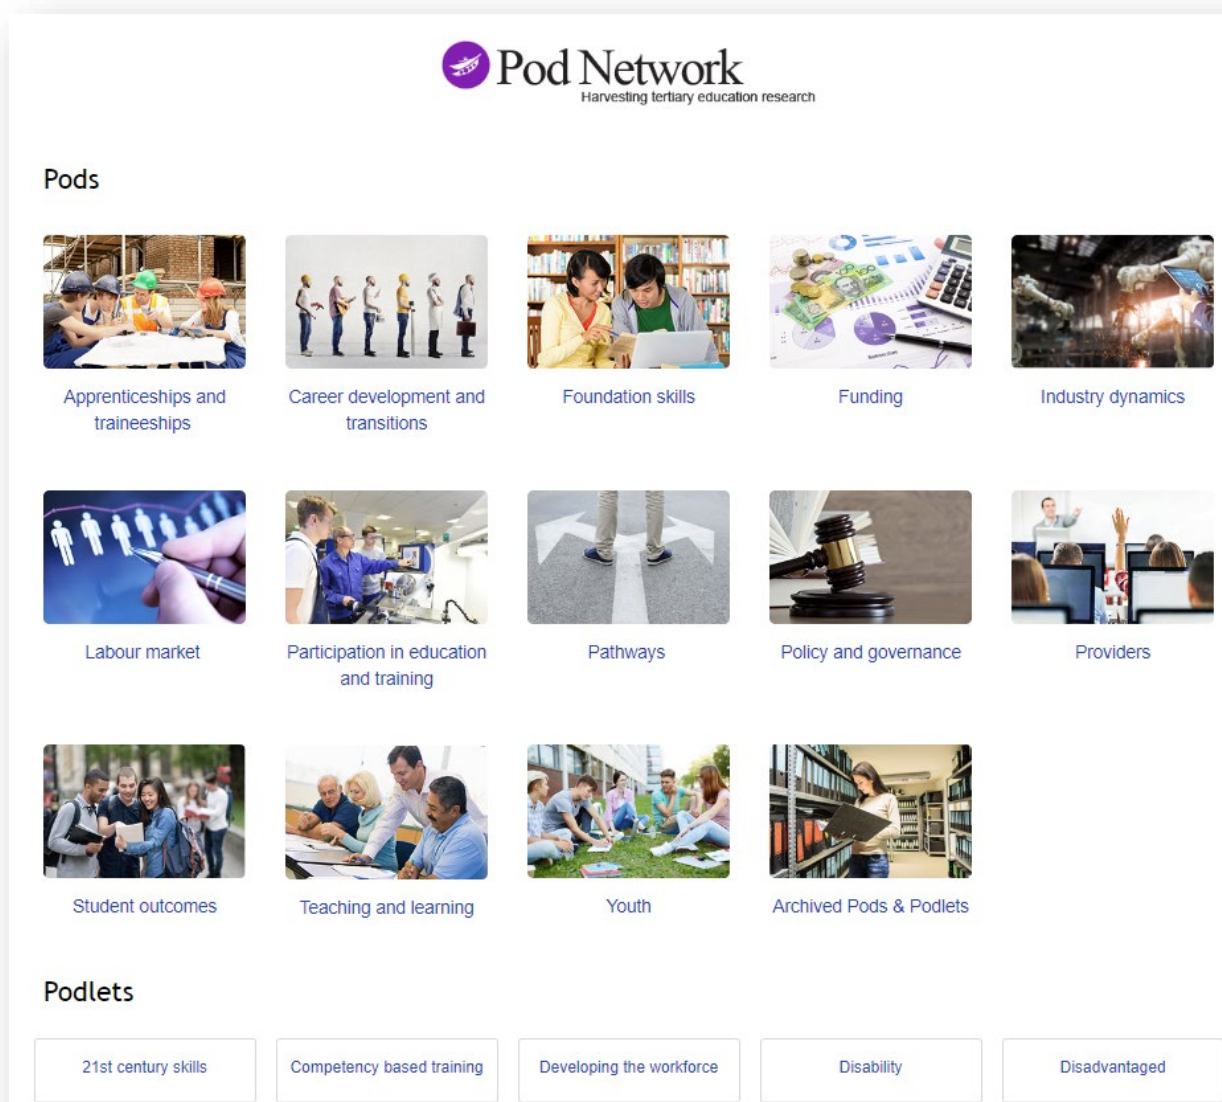 Pod Network
Harvesting tertiary education research
Pods
Apprenticeships and
traineeships
Career development and
transitions
Foundation skills
Funding
Industry dynamics
Labour market
Participation in education
and training
Pathways
Policy and governance
Providers
Student outcomes
Teaching and learning
Youth
Archived Pods & Podlets
Podlets
21st century skills
Competency based training
Developing the workforce
Disability
Disadvantaged